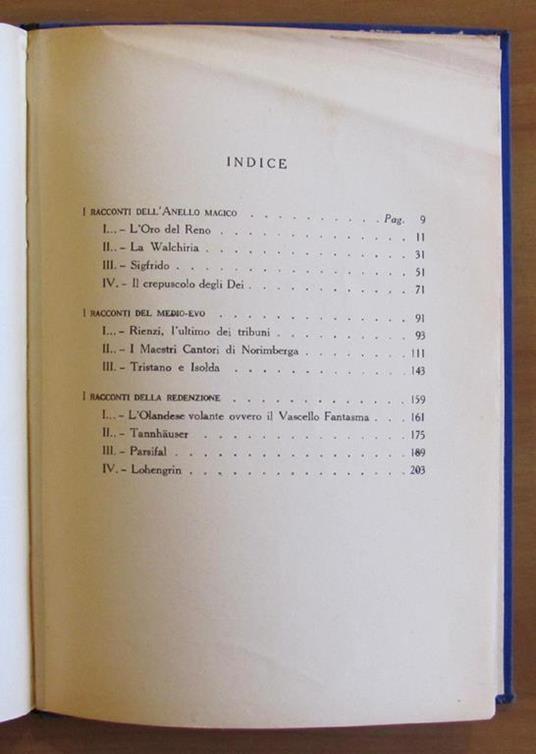 INDICE
I RACCONTI DELL'ANELLO MAGICO . . . . . . . . . . Pag. 9
I... - L'Oro del Reno . . . . . . . . . . . . 11
II.. - La Walchiria . . . . . . . . . . . . . 31
III. - Sigfrido . . . . . . . . . . . . . . 51
IV. - Il crepuscolo degli Dei . . . . . . . . . . 71
I RACCONTI DEL MEDIO-EVO . . . . . . . . . . . . 91
I... - Rienzi, l'ultimo dei tribuni . . . . . . . . . 93
II.. - I Maestri Cantori di Norimberga . . . . . . . 111
III. - Tristano e Isolda . . . . . . . . . . . . 143
I RACCONTI DELLA REDENZIONE . . . . . . . . . . . 159
I... - L'Olandese volante ovvero il Vascello Fantasma . . . 161
II.. - Tannhäuser . . . . . . . . . . . . . 175
III. - Parsifal . . . . . . . . . . . . . . 189
IV. - Lohengrin . . . . . . . . . . . . . 203